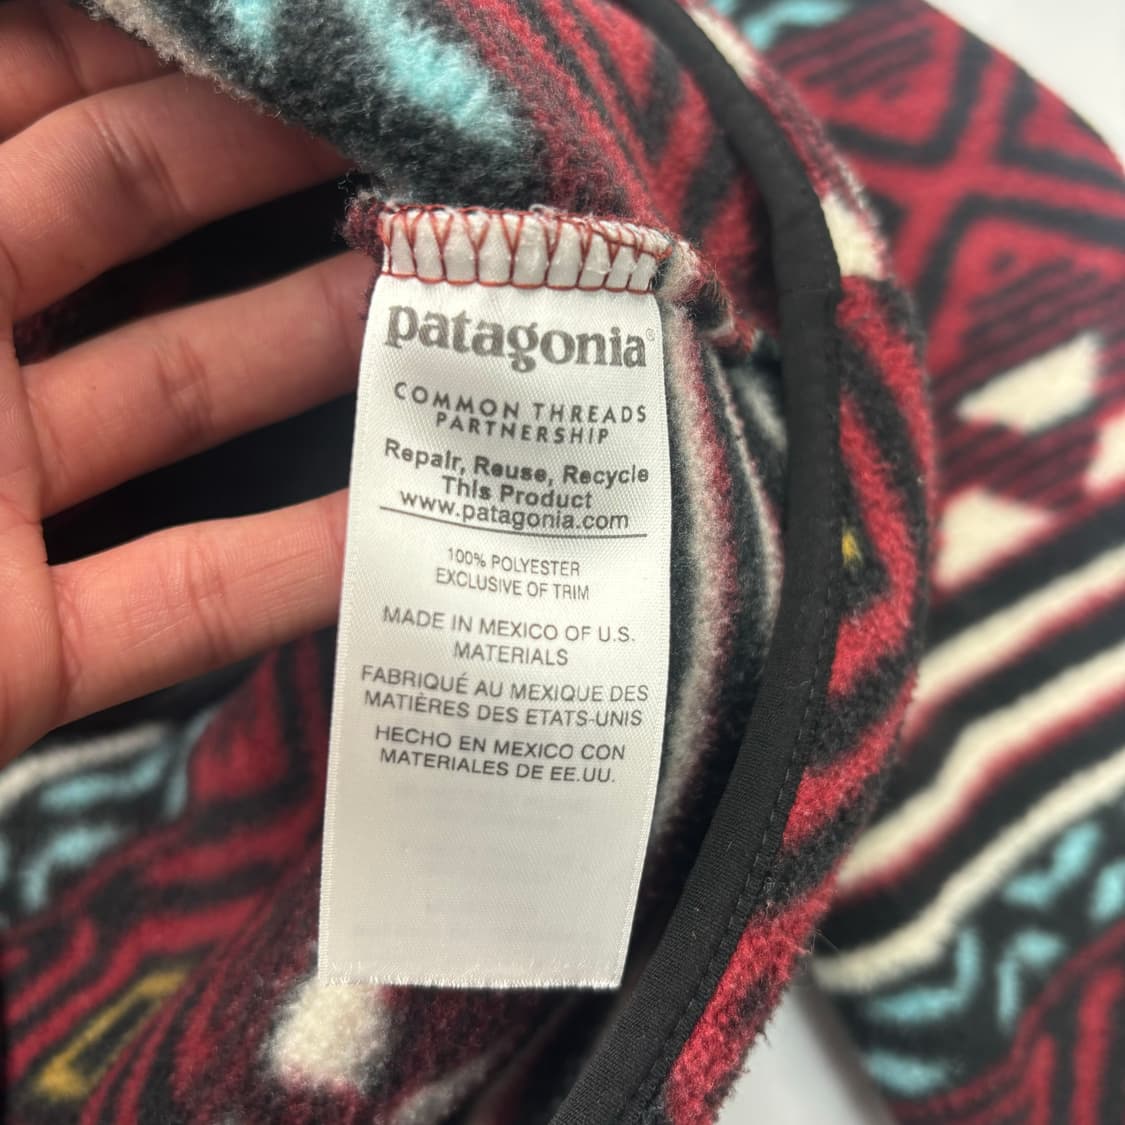 patagonia®
COMMON THREADS
PARTNERSHIP
Repair, Reuse, Recycle
This Product
www.patagonia.com
100% POLYESTER
EXCLUSIVE OF TRIM
MADE IN MEXICO OF U.S.
MATERIALS
FABRIQUÉ AU MEXIQUE DES
MATIÈRES DES ETATS-UNIS
HECHO EN MEXICO CON
MATERIALES DE EE.UU.